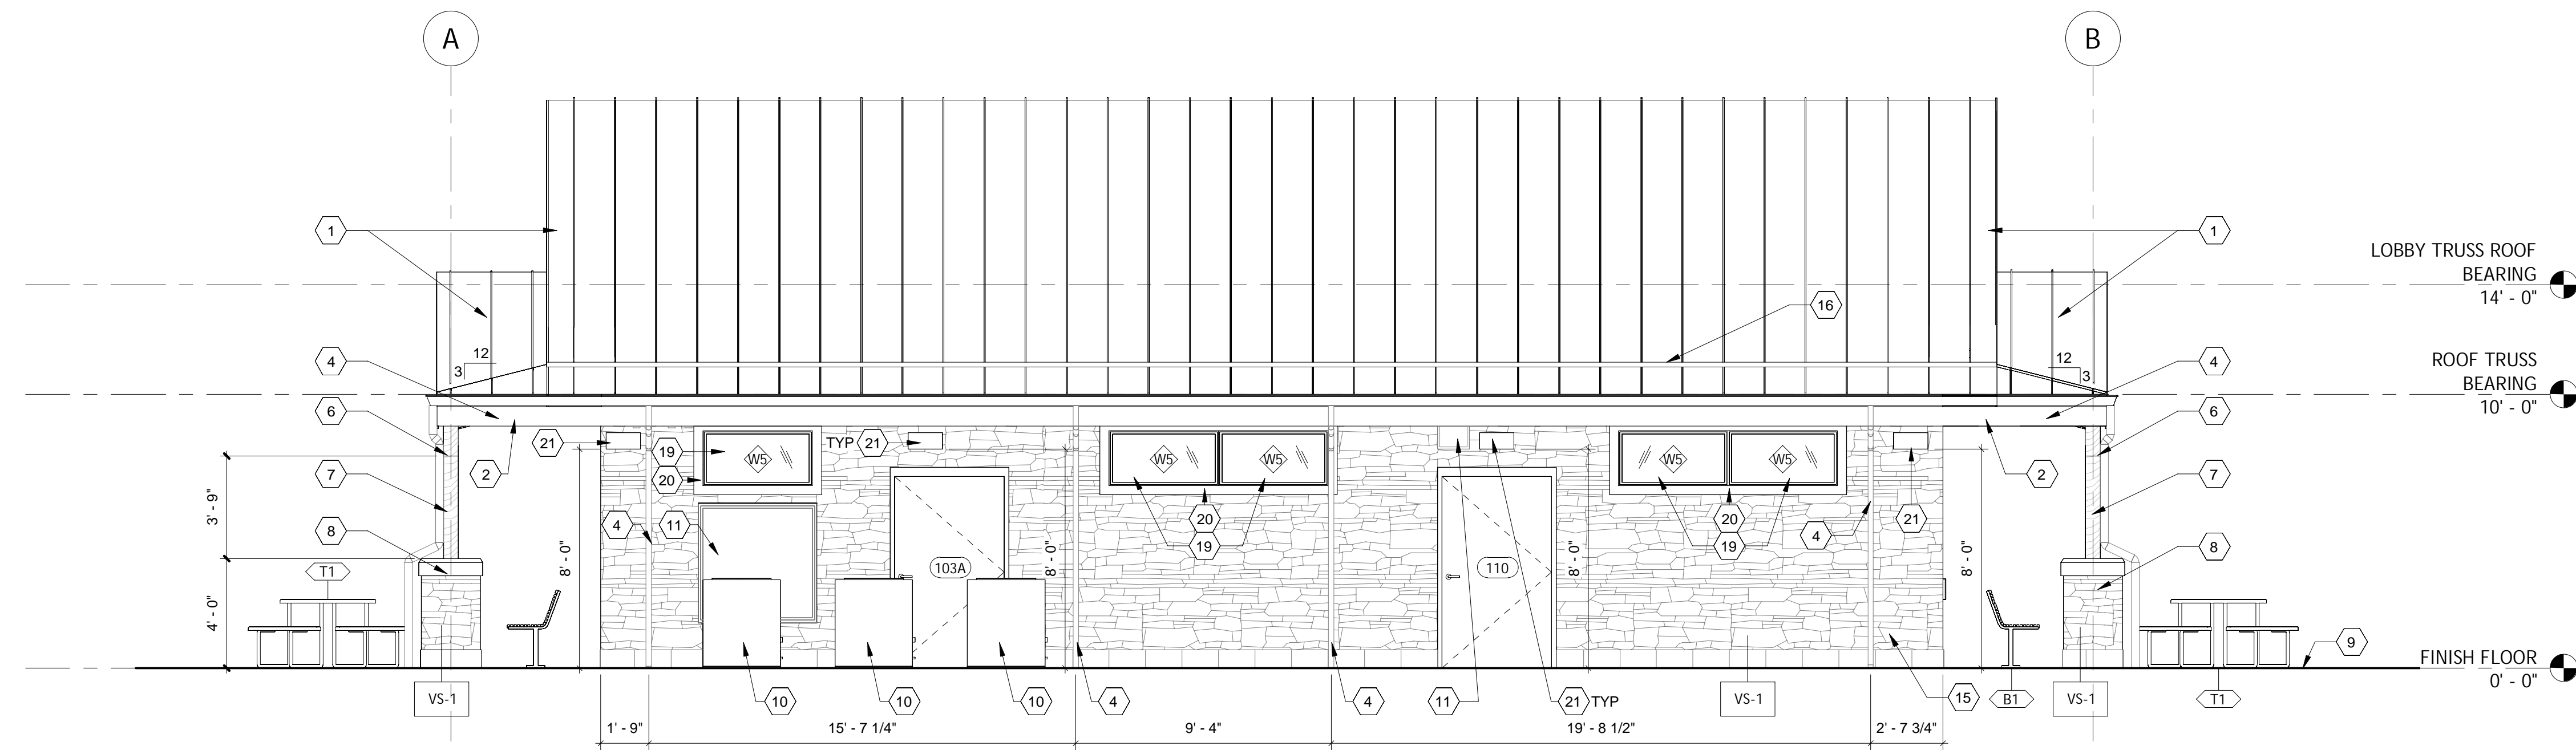 A
B
1
1
LOBBY TRUSS ROOF
BEARING
14' - 0"
16
4
12
3
12
3
4
ROOF TRUSS
BEARING
10' - 0"
6
6
21
19
W5
TYP
21
W5
W5
W5
W5
21
2
2
7
20
7
3' - 9"
4
11
20
20
4
21
8
19
19
8
8' - 0"
8' - 0"
8' - 0"
8' - 0"
103A
110
T1
4' - 0"
9
FINISH FLOOR
0' - 0"
VS-1
10
10
10
4
4
11
21
TYP
VS-1
15
B1
VS-1
T1
1' - 9"
15' - 7 1/4"
9' - 4"
19' - 8 1/2"
2' - 7 3/4"